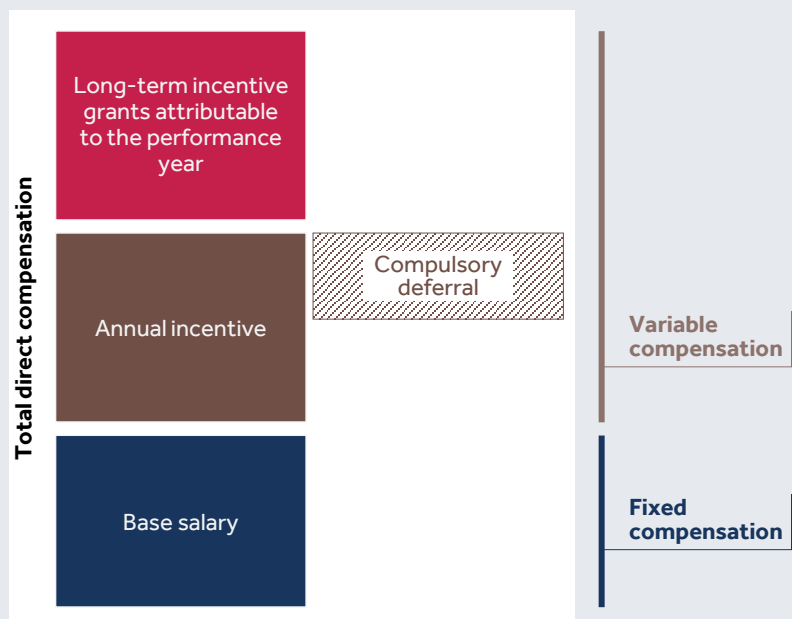 Total direct compensation
Long-term incentive
grants attributable
to the performance
year
Annual incentive
Compulsory
deferral
Base salary
Variable
compensation
Fixed
compensation